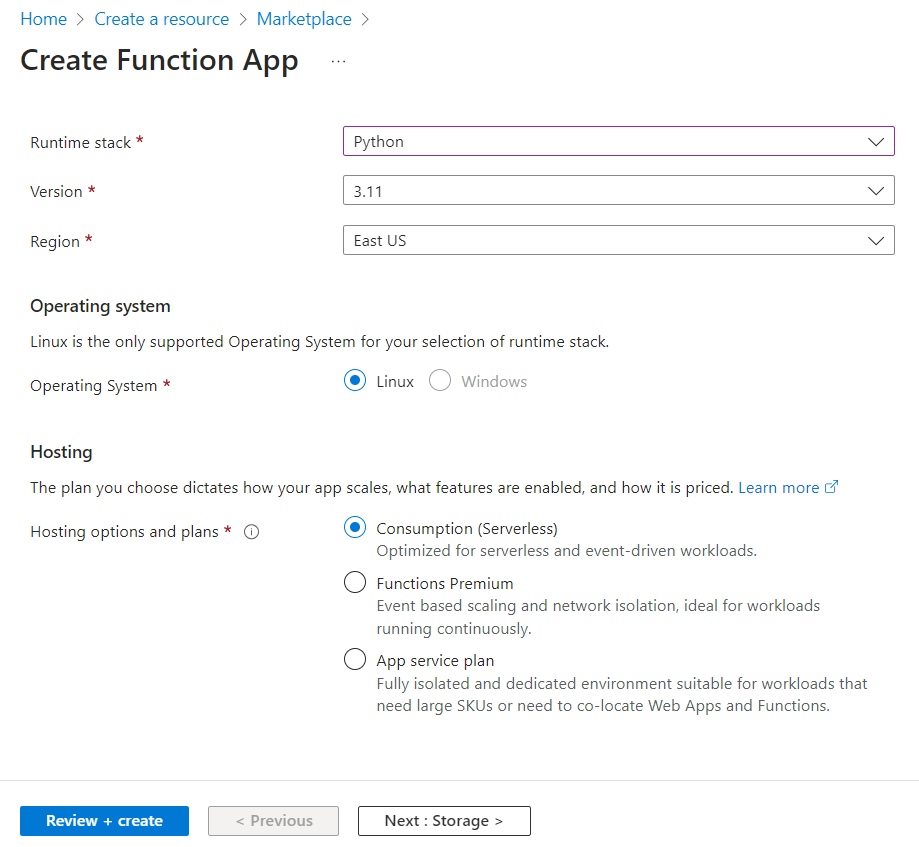 Home > Create a resource > Marketplace >
Create Function App ...
Runtime stack * Python
Version * 3.11
Region * East US
Operating system
Linux is the only supported Operating System for your selection of runtime stack.
Operating System * Linux Windows
Hosting
The plan you choose dictates how your app scales, what features are enabled, and how it is priced. Learn more
Hosting options and plans * Consumption (Serverless)
Optimized for serverless and event-driven workloads.
Functions Premium
Event based scaling and network isolation, ideal for workloads
running continuously.
App service plan
Fully isolated and dedicated environment suitable for workloads that
need large SKUs or need to co-locate Web Apps and Functions.
Review + create < Previous Next : Storage >